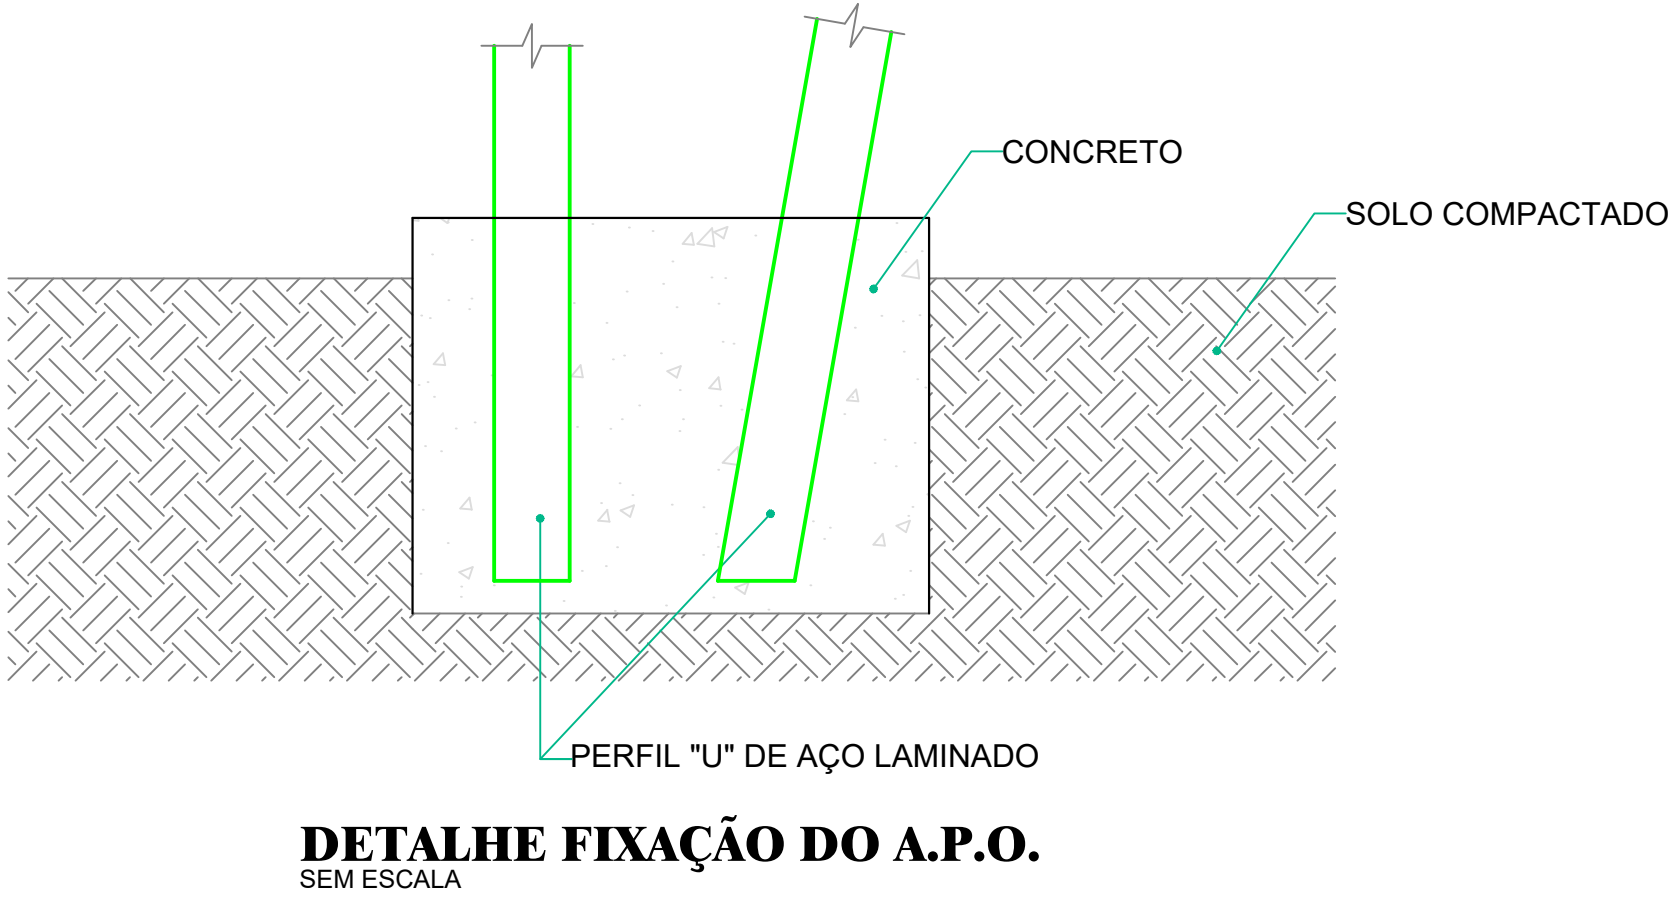 CONCRETO
SOLO COMPACTADO
PERFIL "U" DE AÇO LAMINADO
DETALHE FIXAÇÃO DO A.P.O.
SEM ESCALA